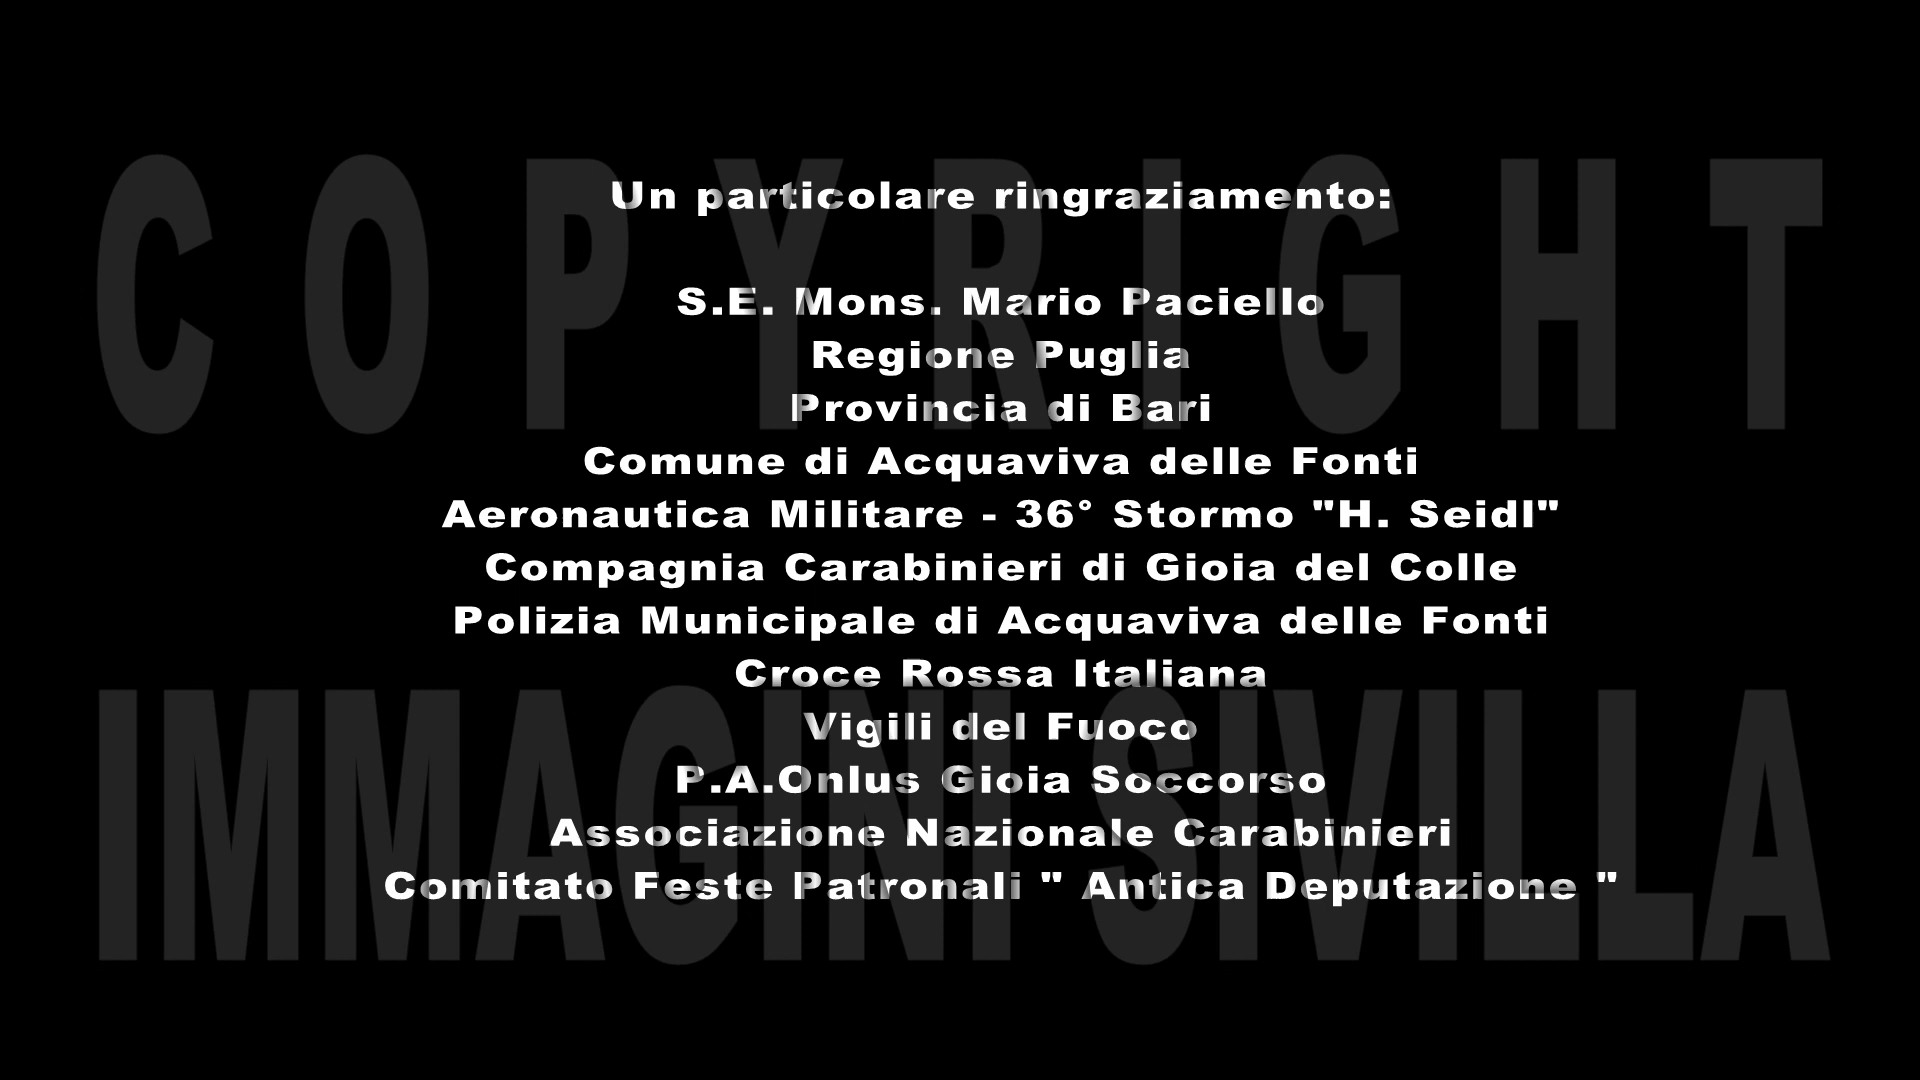 COPYRIGHT
Un particolare ringraziamento:
S.E. Mons. Mario Paciello
Regione Puglia
Provincia di Bari
Comune di Acquaviva delle Fonti
Aeronautica Militare - 36° Stormo "H. Seidl"
Compagnia Carabinieri di Gioia del Colle
Polizia Municipale di Acquaviva delle Fonti
Croce Rossa Italiana
Vigili del Fuoco
P.A.Onlus Gioia Soccorso
Associazione Nazionale Carabinieri
Comitato Feste Patronali " Antica Deputazione "
IMMAGINI SIVILLA